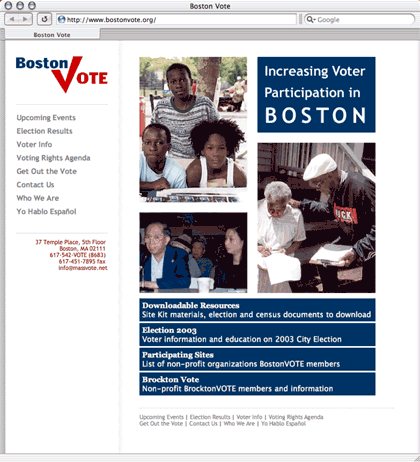 Boston Vote
http://www.bostonvote.org/
Google
Boston Vote
Boston
VOTE
Upcoming Events
Election Results
Voter Info
Voting Rights Agenda
Get Out the Vote
Contact Us
Who We Are
Yo Hablo Español
37 Temple Place, 5th Floor
Boston, MA 02111
617-542-VOTE (8683)
617-451-7895 fax
info@massvote.net
Increasing Voter
Participation in
BOSTON
Downloadable Resources
Site Kit materials, election and census documents to download
Election 2003
Voter information and education on 2003 City Election
Participating Sites
List of non-profit organizations BostonVOTE members
Brockton Vote
Non-profit BrocktonVOTE members and information
Upcoming Events | Election Results | Voter Info | Voting Rights Agenda
Get Out the Vote | Contact Us | Who We Are | Yo Hablo Español